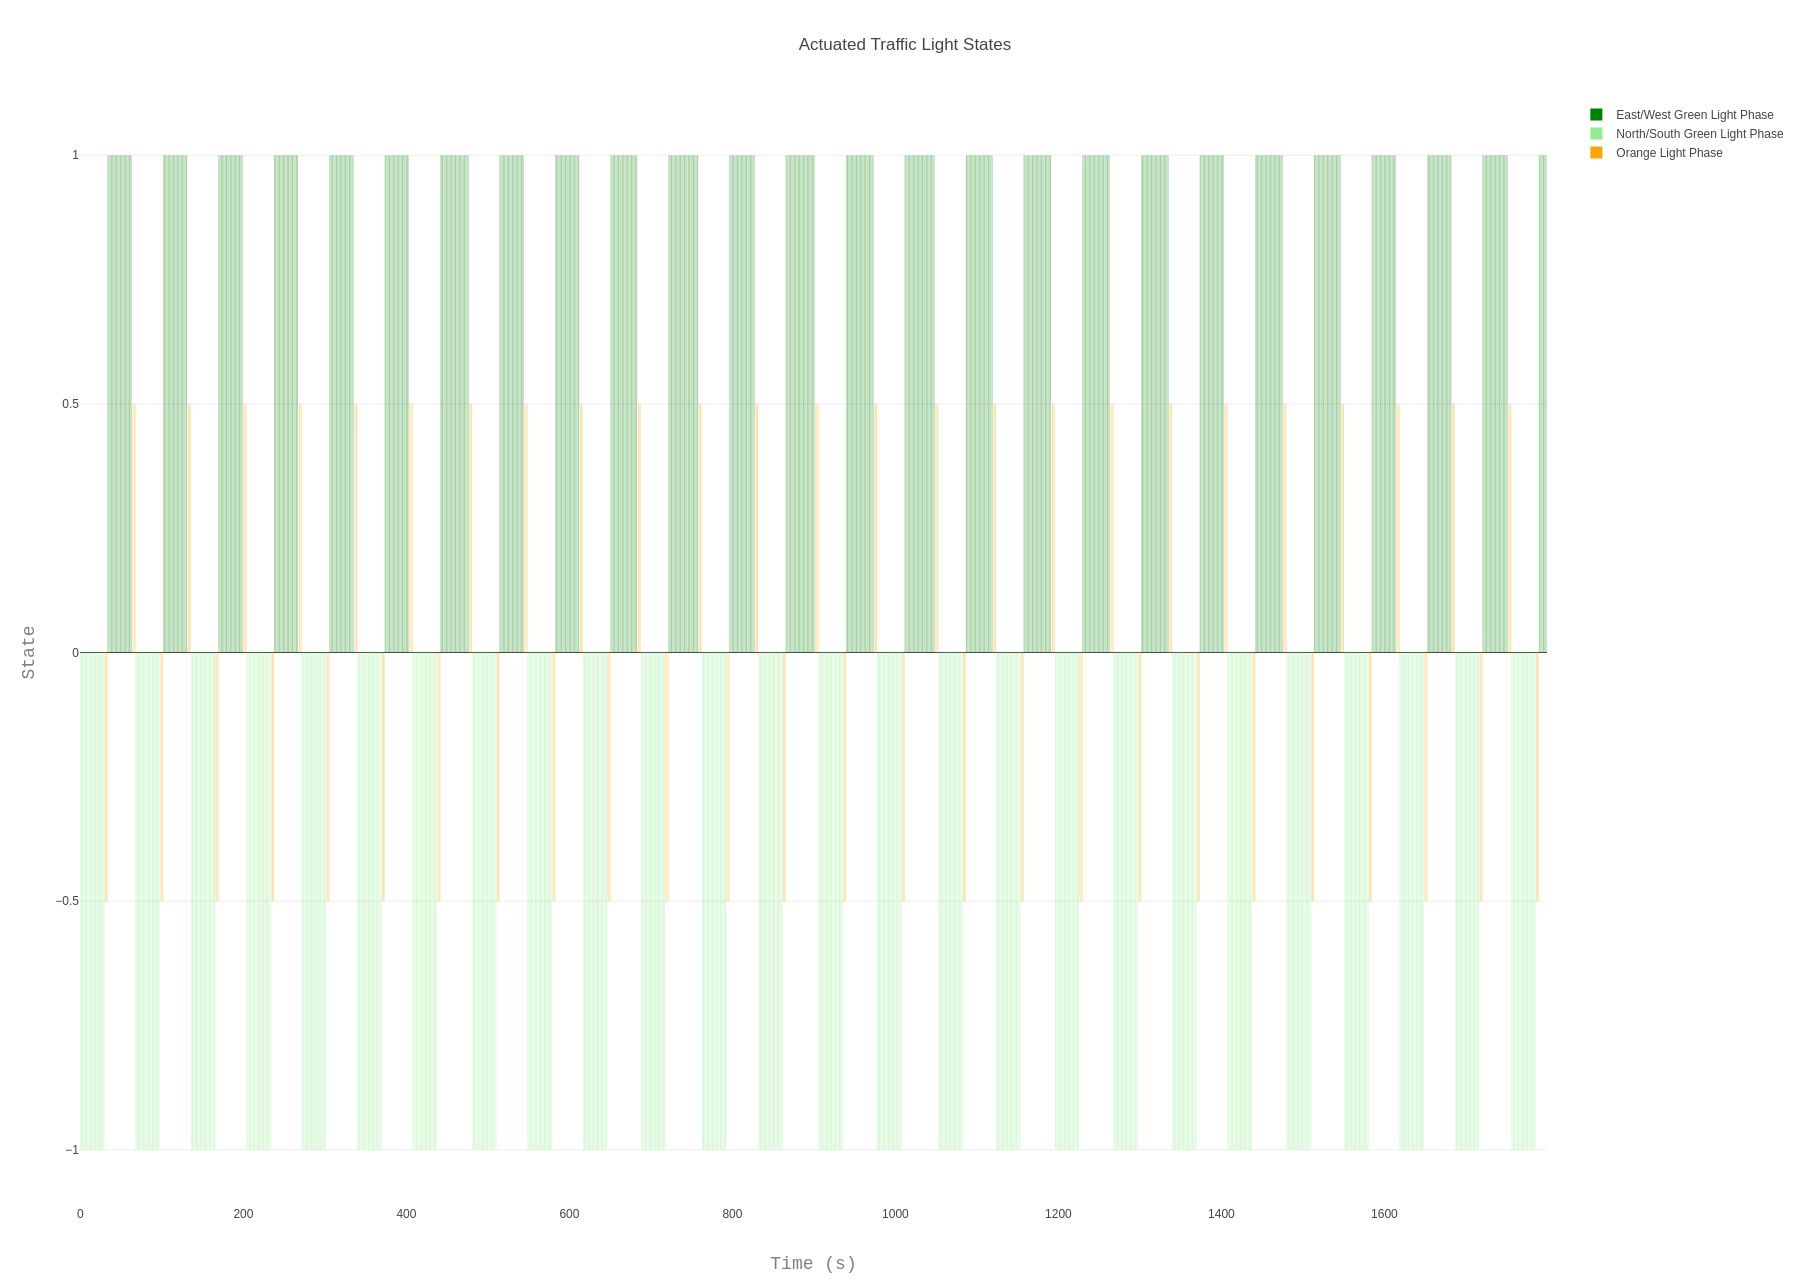 Actuated Traffic Light States
East/West Green Light Phase
North/South Green Light Phase
Orange Light Phase
1
0.5
0
−0.5
−1
State
0 200 400 600 800 1000 1200 1400 1600
Time (s)